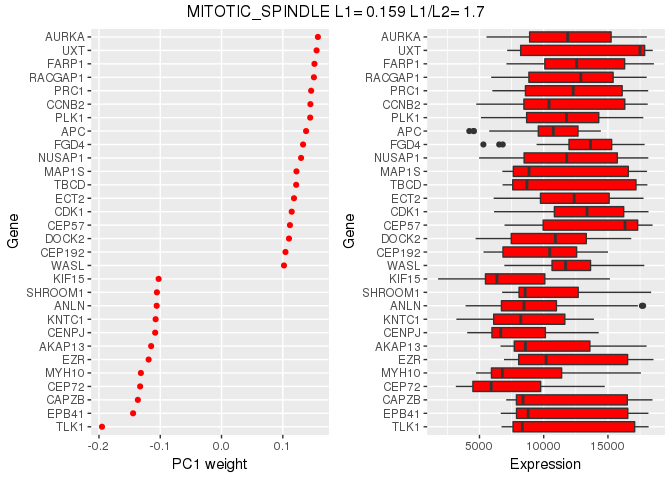 MITOTIC_SPINDLE L1= 0.159 L1/L2= 1.7
Gene
AURKA
UXT
FARP1
RACGAP1
PRC1
CCNB2
PLK1
APC
FGD4
NUSAP1
MAP1S
TBCD
ECT2
CDK1
CEP57
DOCK2
CEP192
WASL
KIF15
SHROOM1
ANLN
KNTC1
CENPJ
AKAP13
EZR
MYH10
CEP72
CAPZB
EPB41
TLK1
-0.2 -0.1 0.0 0.1
PC1 weight
Gene
AURKA
UXT
FARP1
RACGAP1
PRC1
CCNB2
PLK1
APC
FGD4
NUSAP1
MAP1S
TBCD
ECT2
CDK1
CEP57
DOCK2
CEP192
WASL
KIF15
SHROOM1
ANLN
KNTC1
CENPJ
AKAP13
EZR
MYH10
CEP72
CAPZB
EPB41
TLK1
5000 10000 15000
Expression